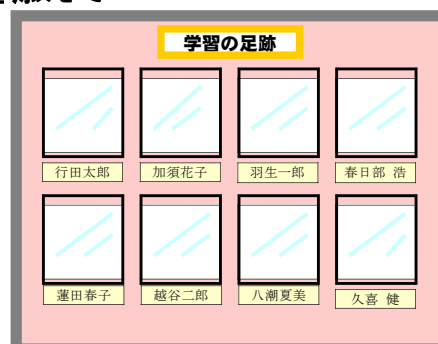 学習の足跡
行田太郎
加須花子
羽生一郎
春日部 浩
蓮田春子
越谷二郎
八潮夏美
久喜 健